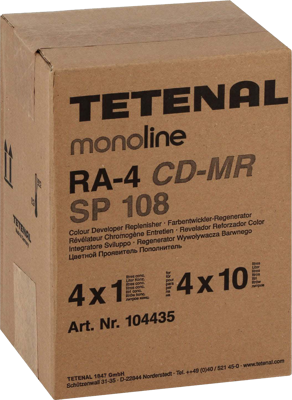 TETENAL
monoline
RA-4 CD-MR
SP 108
Colour Developer Replenisher · Farbentwickler-Regenerator
Révélateur Chromogène Entretien · Revelador Reforzador Color
Integratore Sviluppo · Regenerator Wywoływacza Barwnego
Цветной Проявитель Пополнитель
4 x 1 4 x 10
Art. Nr. 104435
TETENAL 1847 GmbH www.tetenal.com
Schützenwall 31-35 · D-22844 Norderstedt · Tel. +49 (0)40 / 521 45-0